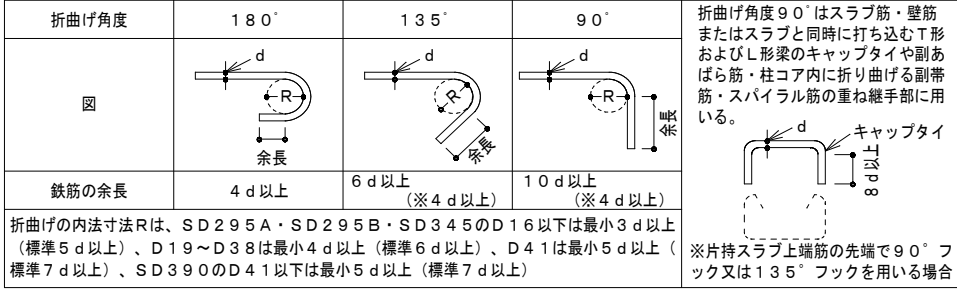 折曲げ角度
180°
135°
90°
図
d
R
余長
d
R
余長
d
R
余長
鉄筋の余長
4d以上
6d以上
(※4d以上)
10d以上
(※4d以上)
折曲げの内法寸法Rは、SD295A・SD295B・SD345のD16以下は最小3d以上
(標準5d以上)、D19~D38は最小4d以上(標準6d以上)、D41は最小5d以上(
標準7d以上)、SD390のD41以下は最小5d以上(標準7d以上)
折曲げ角度90°はスラブ筋・壁筋
またはスラブと同時に打ち込むT形
およびL形梁のキャップタイや副あ
ばら筋・柱コア内に折り曲げる副帯
筋・スパイラル筋の重ね継手部に用
いる。
d
キャップタイ
8d以上
※片持スラブ上端筋の先端で90°フ
ック又は135°フックを用いる場合